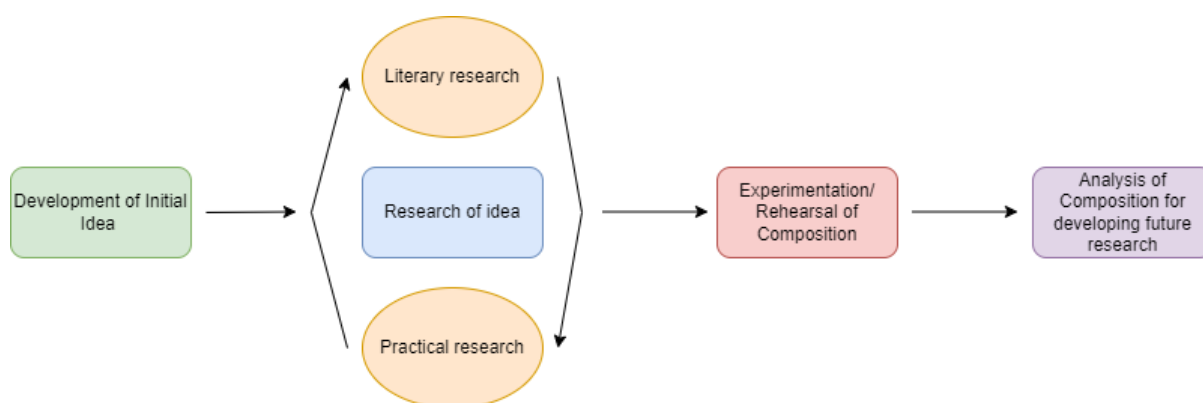 Development of Initial
Idea
Literary research
Research of idea
Practical research
Experimentation/
Rehearsal of
Composition
Analysis of
Composition for
developing future
research